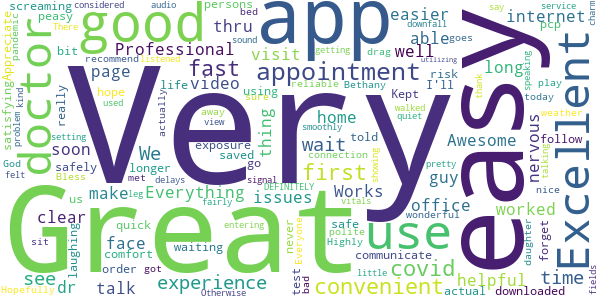 screaming
considered
audio
persons
bed
downfall
say
service
charm
pandemic
peasy
There
good
app
easier
internet
goes
pcp
Appreciate
bit
recommend
listened
thru
able
satisfying
Professional
sound
getting
drag
utilizing
page
fast
visit
well
doctor
appointment
long
problem
kind
hope
used
life
video
using
reliable
Bethany
risk
I'll
thank
play
really
actually
sure
thing
Kept
walked
quiet
speaking
today
God
felt
soon
We
away
view
exposure
home
told
Awesome
nervous
weather
setting
safely
longer
saved
wait
guy
follow
Very
easy
Excellent
Bless
met
delays
go
connection
smoothly
pretty
talking
us
make
leg
Everything
signal
first
Works
choking
Great
use
DEFINITELY
fairly
issues
vitals
office
daughter
nice
clear
quick
entering
safe
polite
wonderful
worked
forget
sit
laughing
face
waiting
never
Everyone
Highly
communicate
time
see
comfort
experience
test
covid
helpful
dr
talk
order
got
bad
little
actual
downloaded
fields
Hopefully
Otherwise
convenient